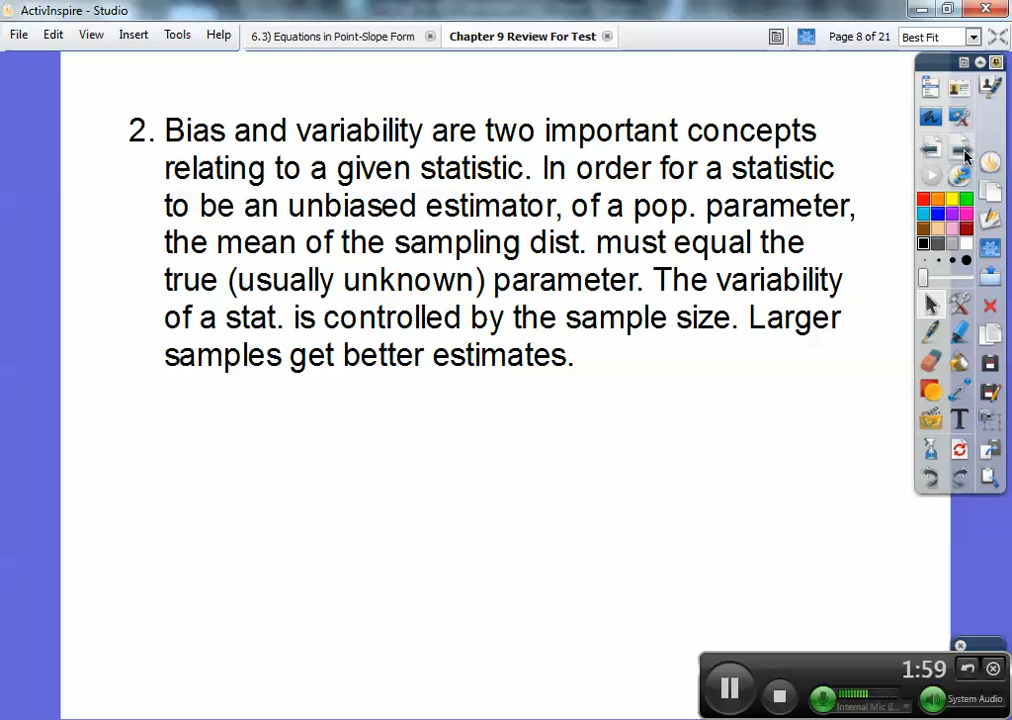 ActivInspire - Studio
File Edit View Insert Tools Help
6.3) Equations in Point-Slope Form
Chapter 9 Review For Test
Page 8 of 21
Best Fit
2. Bias and variability are two important concepts
relating to a given statistic. In order for a statistic
to be an unbiased estimator, of a pop. parameter,
the mean of the sampling dist. must equal the
true (usually unknown) parameter. The variability
of a stat. is controlled by the sample size. Larger
samples get better estimates.
1:59
Internal Mic (I...
System Audio